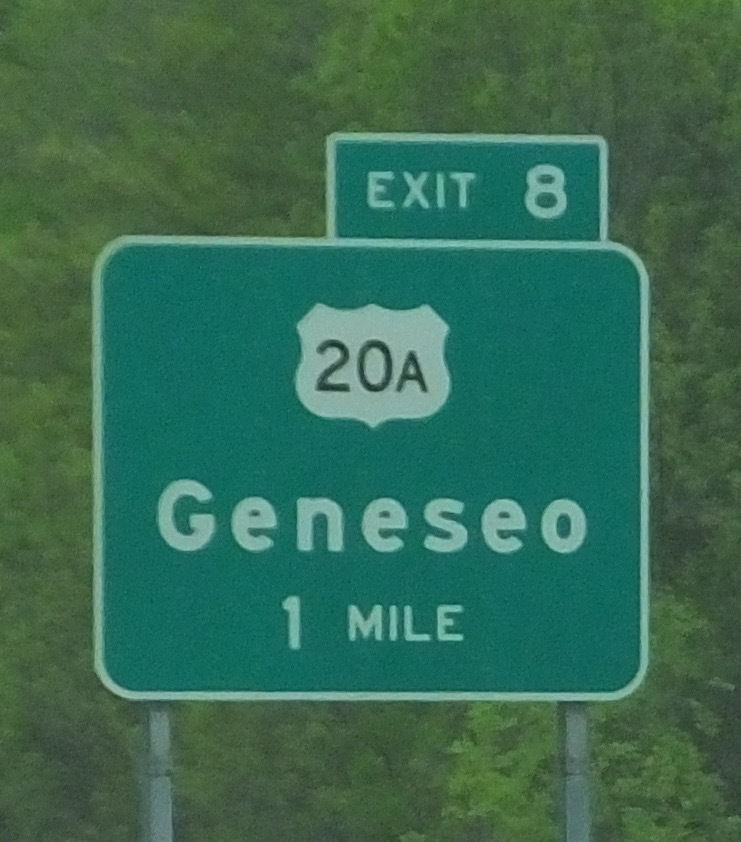 EXIT 8
20A
Geneseo
1 MILE